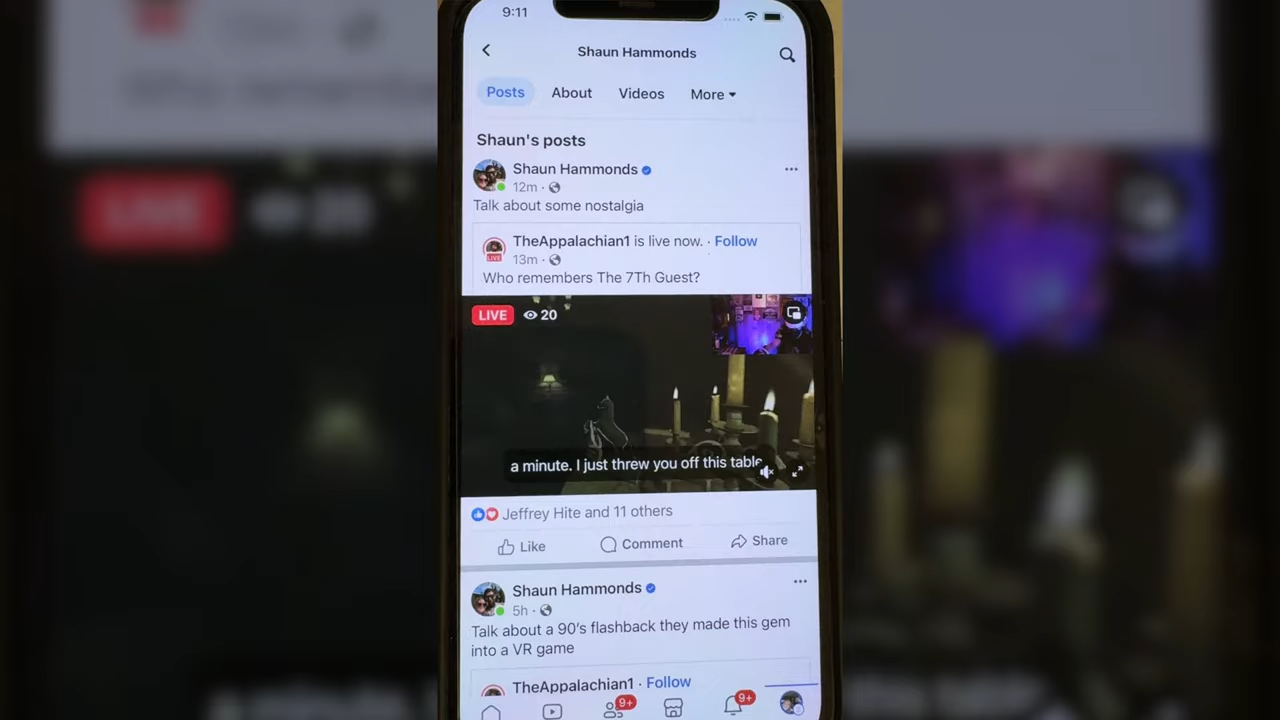 9:11
Shaun Hammonds
Posts About Videos More
Shaun's posts
Shaun Hammonds
12m
Talk about some nostalgia
TheAppalachian1 is live now. · Follow
LIVE
13m
Who remembers The 7Th Guest?
LIVE 20
a minute. I just threw you off this table
Jeffrey Hite and 11 others
Like Comment Share
Shaun Hammonds
5h
Talk about a 90's flashback they made this gem
into a VR game
TheAppalachian1 · Follow
9+ 9+